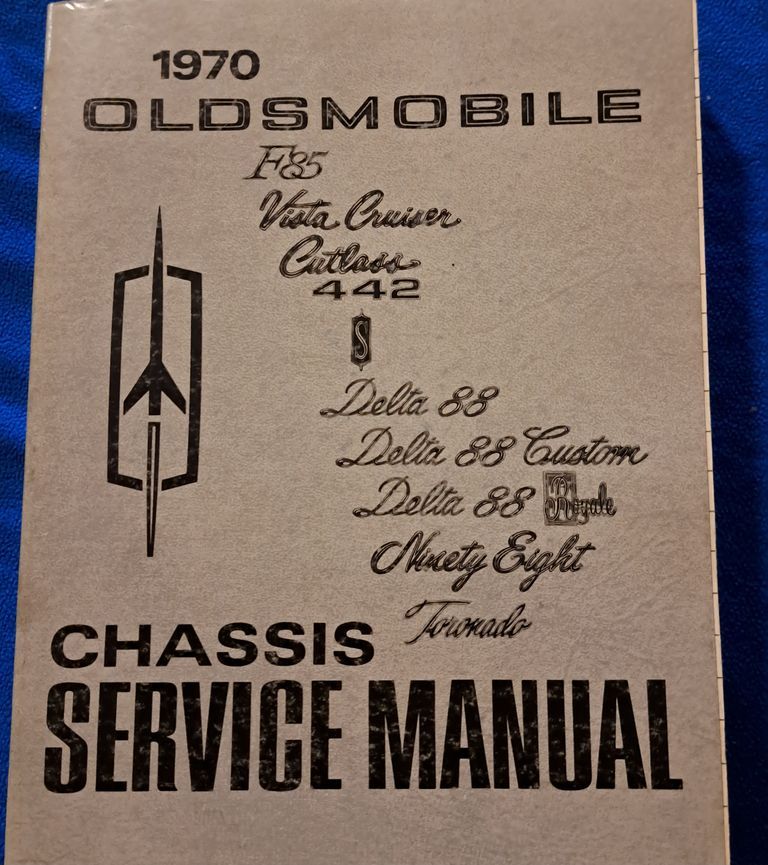 1970
OLDSMOBILE
F85
Vista Cruiser
Cutlass
442
S
Delta 88
Delta 88 Custom
Delta 88 Royale
Ninety Eight
Toronado
CHASSIS
SERVICE MANUAL